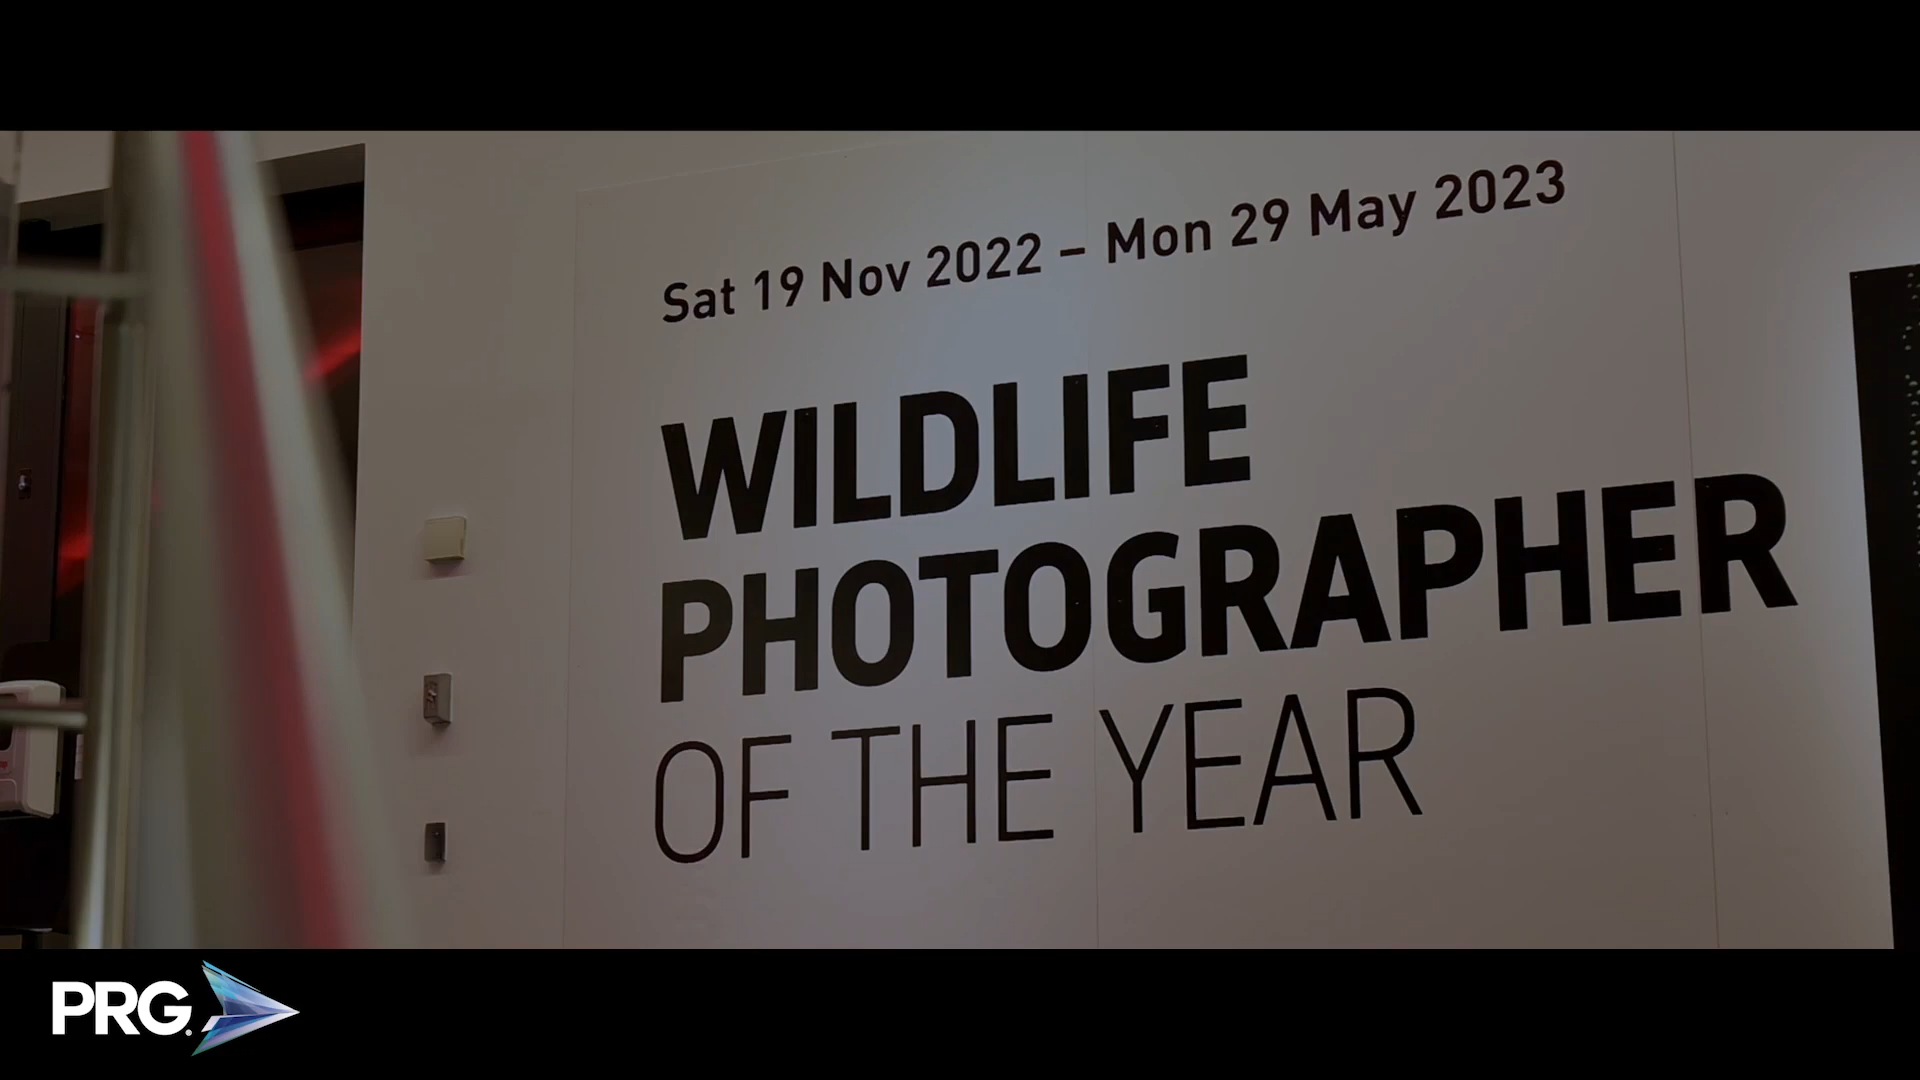 Sat 19 Nov 2022 – Mon 29 May 2023
WILDLIFE
PHOTOGRAPHER
OF THE YEAR
PRG.